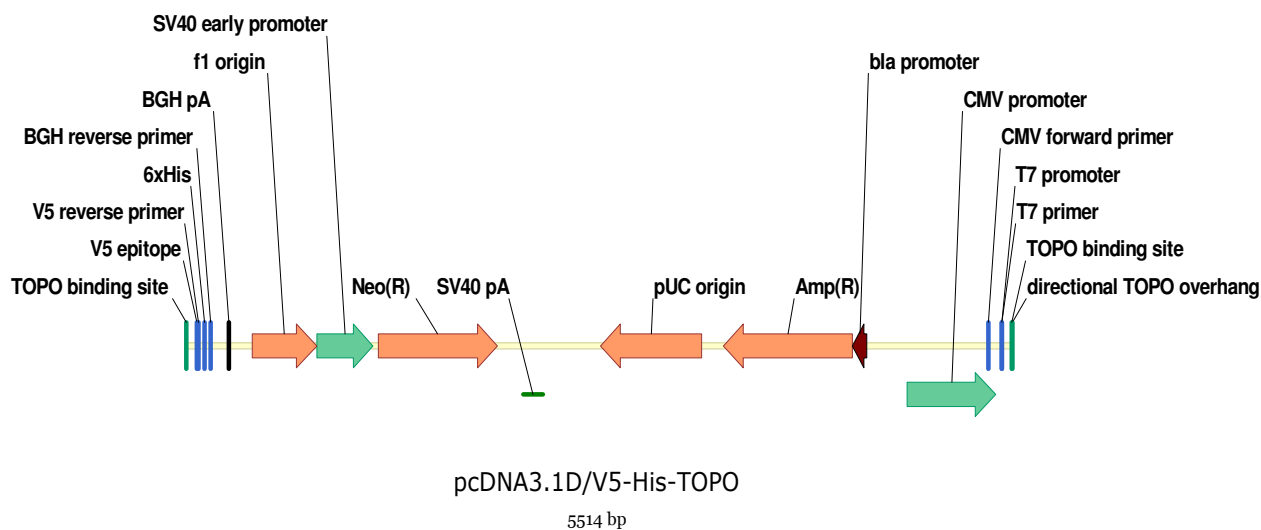 SV40 early promoter
f1 origin
bla promoter
BGH pA
CMV promoter
BGH reverse primer
CMV forward primer
6xHis
T7 promoter
V5 reverse primer
T7 primer
V5 epitope
TOPO binding site
TOPO binding site
Neo(R)
SV40 pA
pUC origin
Amp(R)
directional TOPO overhang
pcDNA3.1D/V5-His-TOPO
5514 bp